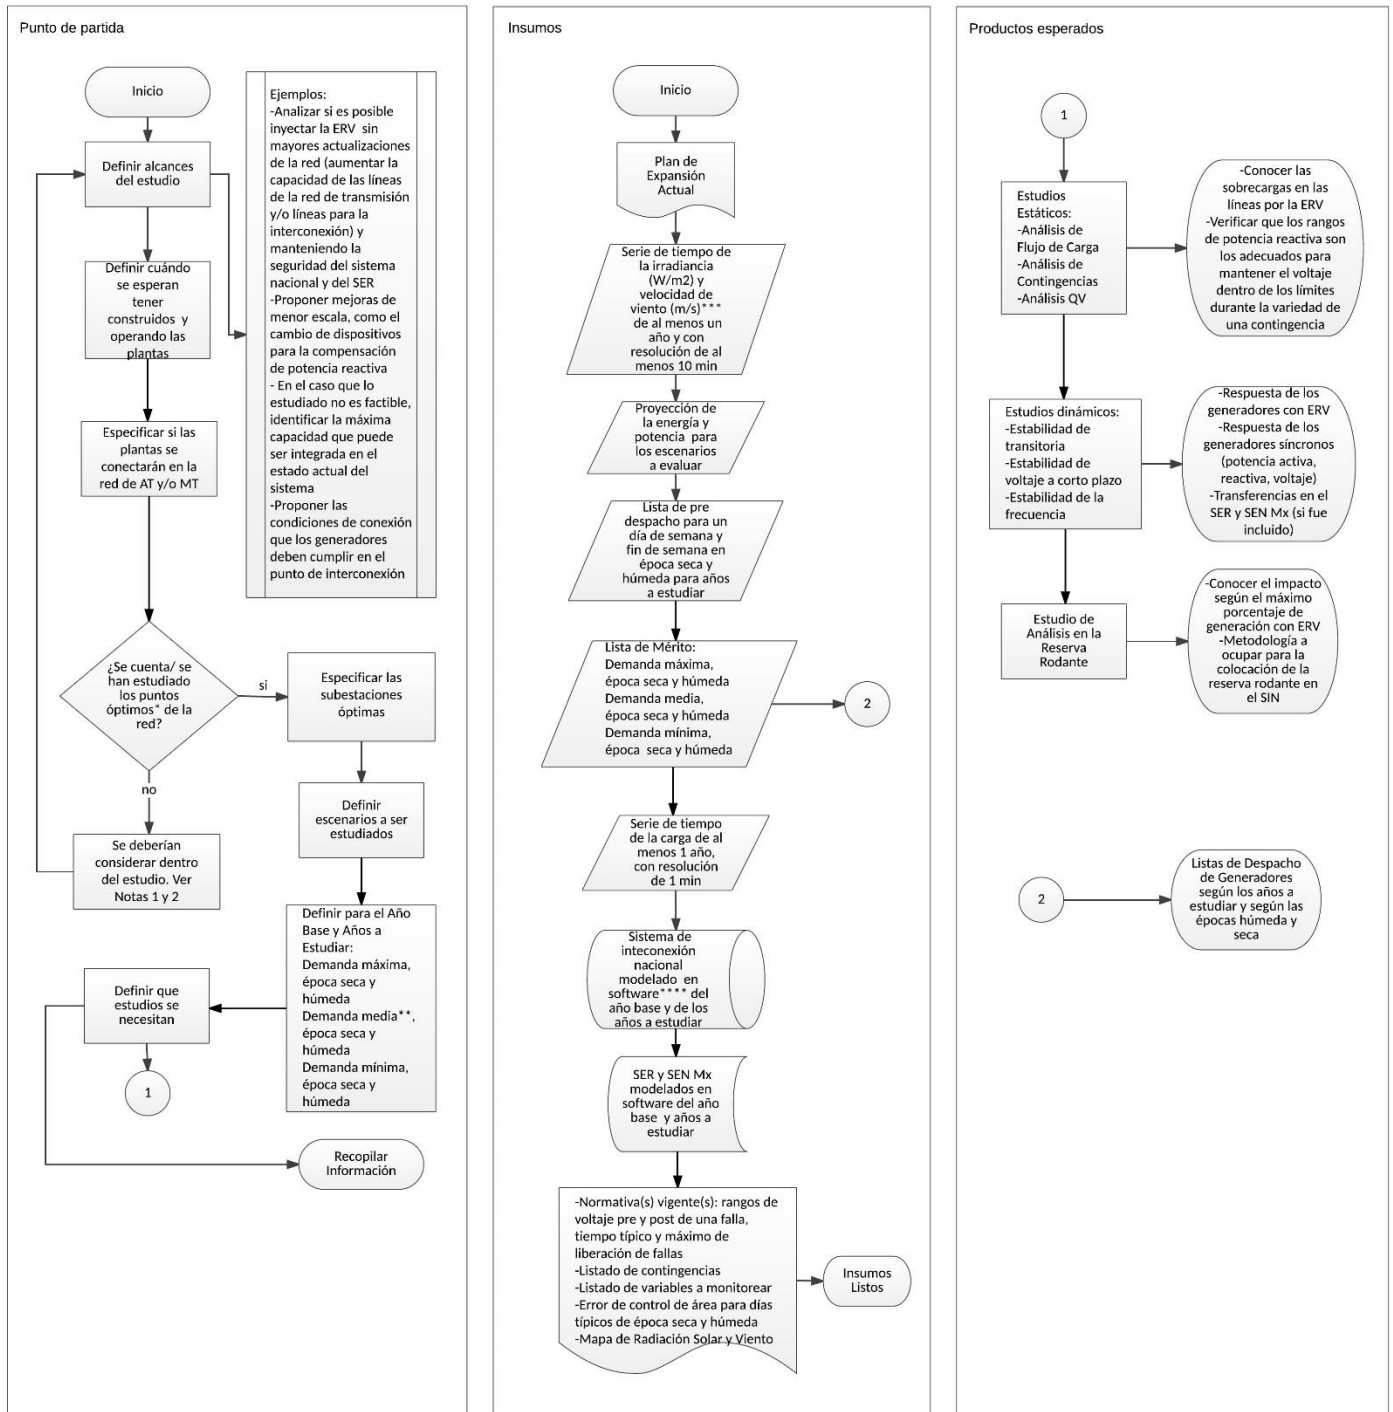 Punto de partida
Inicio
Definir alcances
del estudio
Definir cuándo
se esperan
tener
construidos y
operando las
plantas
Especificar si las
plantas se
conectarán en la
red de AT y/o MT
¿Se cuenta/ se
han estudiado
los puntos
óptimos* de la
red?
si
no
Se deberían
considerar dentro
del estudio. Ver
Notas 1 y 2
Ejemplos:
-Analizar si es posible
inyectar la ERV sin
mayores actualizaciones
de la red (aumentar la
capacidad de las líneas
de la red de transmisión
y/o líneas para la
interconexión) y
manteniendo la
seguridad del sistema
nacional y del SER
-Proponer mejoras de
menor escala, como el
cambio de dispositivos
para la compensación
de potencia reactiva
- En el caso que lo
estudiado no es factible,
identificar la máxima
capacidad que puede
ser integrada en el
estado actual del
sistema
-Proponer las
condiciones de conexión
que los generadores
deben cumplir en el
punto de interconexión
Especificar las
subestaciones
óptimas
Definir
escenarios a ser
estudiados
Definir para el Año
Base y Años a
Estudiar:
Demanda máxima,
época seca y
húmeda
Demanda media**,
época seca y
húmeda
Demanda mínima,
época seca y
húmeda
Definir que
estudios se
necesitan
1
Recopilar
Información
Insumos
Inicio
Plan de
Expansión
Actual
Serie de tiempo de
la irradiancia
(W/m2) y
velocidad de
viento (m/s)***
de al menos un
año y con
resolución de al
menos 10 min
Proyección de
la energía y
potencia para
los escenarios
a evaluar
Lista de pre
despacho para un
día de semana y
fin de semana en
época seca y
húmeda para años
a estudiar
Lista de Mérito:
Demanda máxima,
época seca y húmeda
Demanda media,
época seca y húmeda
Demanda mínima,
época seca y húmeda
2
Serie de tiempo
de la carga de al
menos 1 año,
con resolución
de 1 min
Sistema de
inteconexión
nacional
modelado en
software**** del
año base y de los
años a estudiar
SER y SEN Mx
modelados en
software del año
base y años a
estudiar
-Normativa(s) vigente(s): rangos de
voltaje pre y post de una falla,
tiempo típico y máximo de
liberación de fallas
-Listado de contingencias
-Listado de variables a monitorear
-Error de control de área para días
típicos de época seca y húmeda
-Mapa de Radiación Solar y Viento
Insumos
Listos
Productos esperados
1
Estudios
Estáticos:
-Análisis de
Flujo de Carga
-Análisis de
Contingencias
-Análisis QV
-Conocer las
sobrecargas en las
líneas por la ERV
-Verificar que los rangos
de potencia reactiva son
los adecuados para
mantener el voltaje
dentro de los límites
durante la variedad de
una contingencia
Estudios dinámicos:
-Estabilidad de
transitoria
-Estabilidad de
voltaje a corto plazo
-Estabilidad de la
frecuencia
-Respuesta de los
generadores con ERV
-Respuesta de los
generadores síncronos
(potencia activa,
reactiva, voltaje)
-Transferencias en el
SER y SEN Mx (si fue
incluido)
Estudio de
Análisis en la
Reserva
Rodante
-Conocer el impacto
según el máximo
porcentaje de
generación con ERV
-Metodología a
ocupar para la
colocación de la
reserva rodante en
el SIN
2
Listas de Despacho
de Generadores
según los años a
estudiar y según las
épocas húmeda y
seca